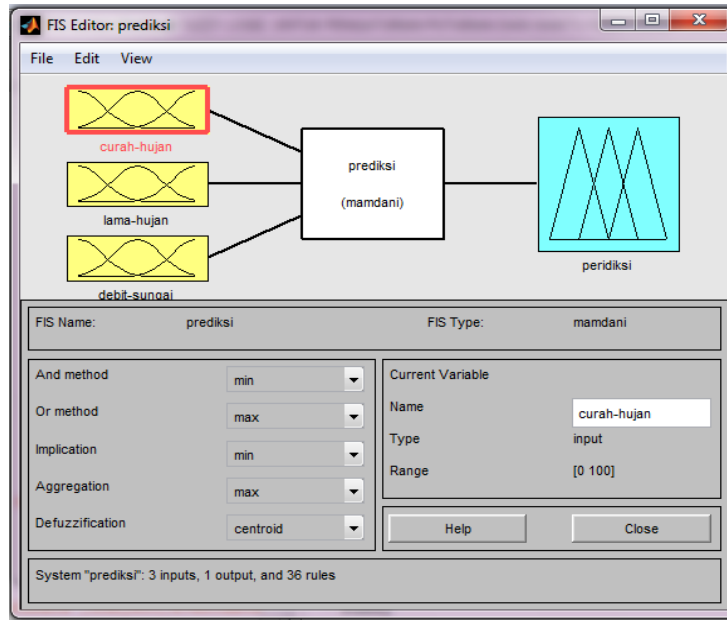 FIS Editor: prediksi
File Edit View
curah-hujan
lama-hujan
debit-sungai
prediksi
(mamdani)
peridiksi
FIS Name: prediksi FIS Type: mamdani
And method min
Or method max
Implication min
Aggregation max
Defuzzification centroid
Current Variable
Name curah-hujan
Type input
Range [0 100]
Help Close
System "prediksi": 3 inputs, 1 output, and 36 rules